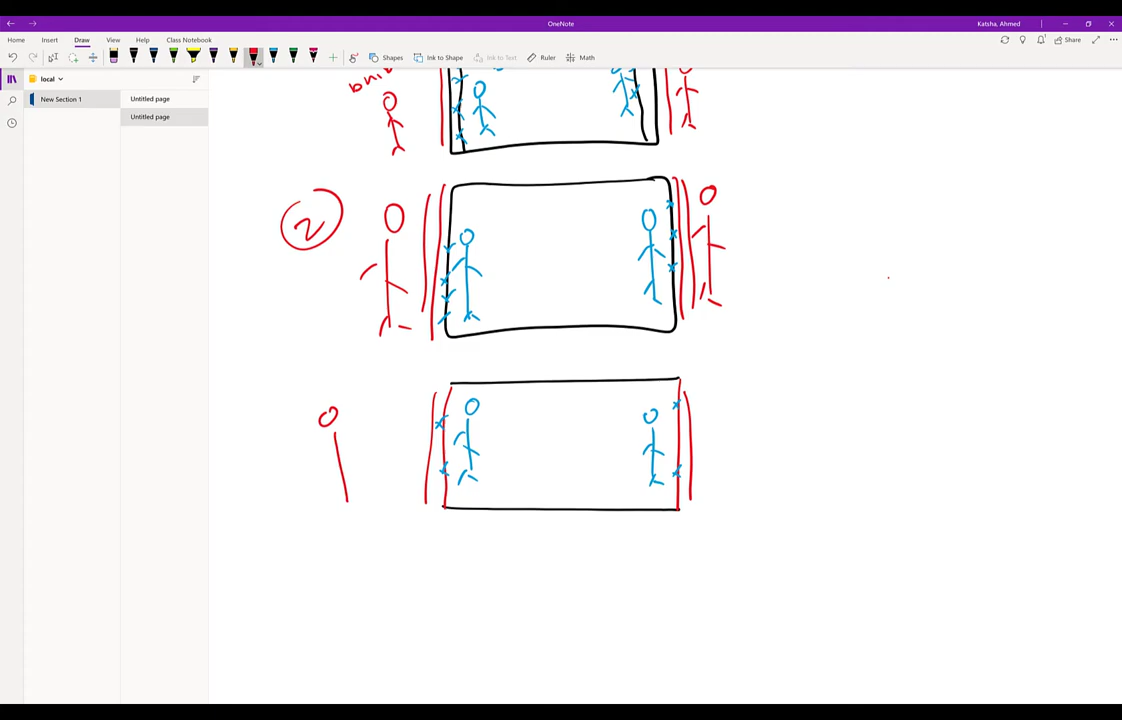 OneNote
Katsha, Ahmed
Home Insert Draw View Help Class Notebook
Share
Shapes Ink to Shape Ink to Text Ruler Math
local
New Section 1
Untitled page
Untitled page
2